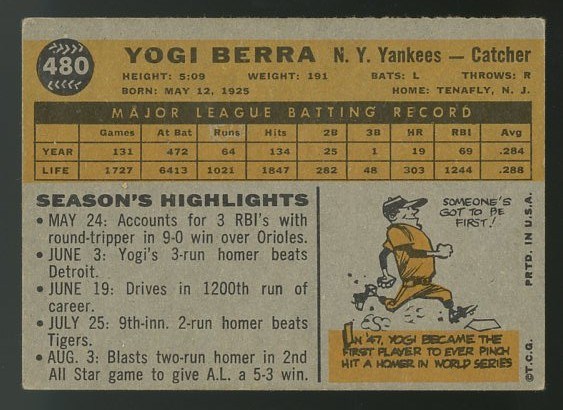 480
YOGI BERRA N. Y. Yankees — Catcher
HEIGHT: 5:09 WEIGHT: 191 BATS: L THROWS: R
BORN: MAY 12, 1925 HOME: TENAFLY, N. J.
MAJOR LEAGUE BATTING RECORD
Games At Bat Runs Hits 2B 3B HR RBI Avg
YEAR 131 472 64 134 25 1 19 69 .284
LIFE 1727 6413 1021 1847 282 48 303 1244 .288
SEASON'S HIGHLIGHTS
• MAY 24: Accounts for 3 RBI's with
round-tripper in 9-0 win over Orioles.
• JUNE 3: Yogi's 3-run homer beats
Detroit.
• JUNE 19: Drives in 1200th run of
career.
• JULY 25: 9th-inn. 2-run homer beats
Tigers.
• AUG. 3: Blasts two-run homer in 2nd
All Star game to give A.L. a 5-3 win.
SOMEONE'S
GOT TO BE
FIRST!
IN '47, YOGI BECAME THE
FIRST PLAYER TO EVER PINCH
HIT A HOMER IN WORLD SERIES
©T.C.G. PRTD. IN U.S.A.